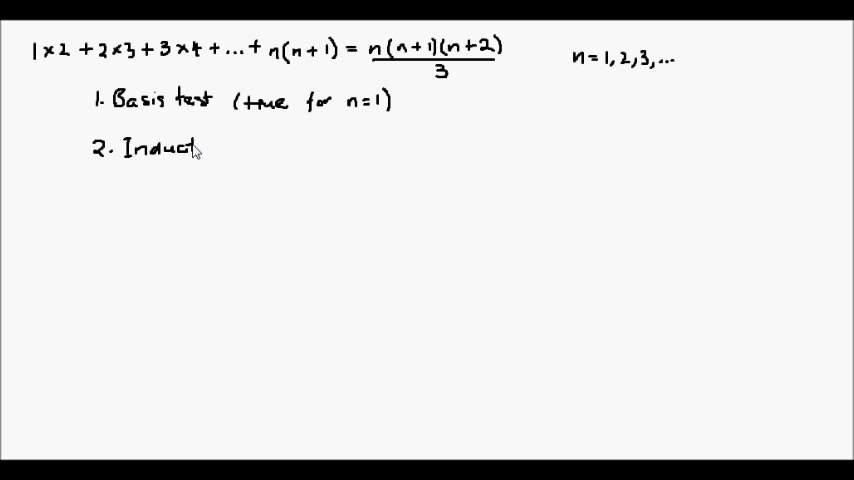 1×2 + 2×3 + 3×4 + ... + n(n+1) = n(n+1)(n+2)/3 n = 1, 2, 3, ...
1. Basis test (true for n=1)
2. Induct